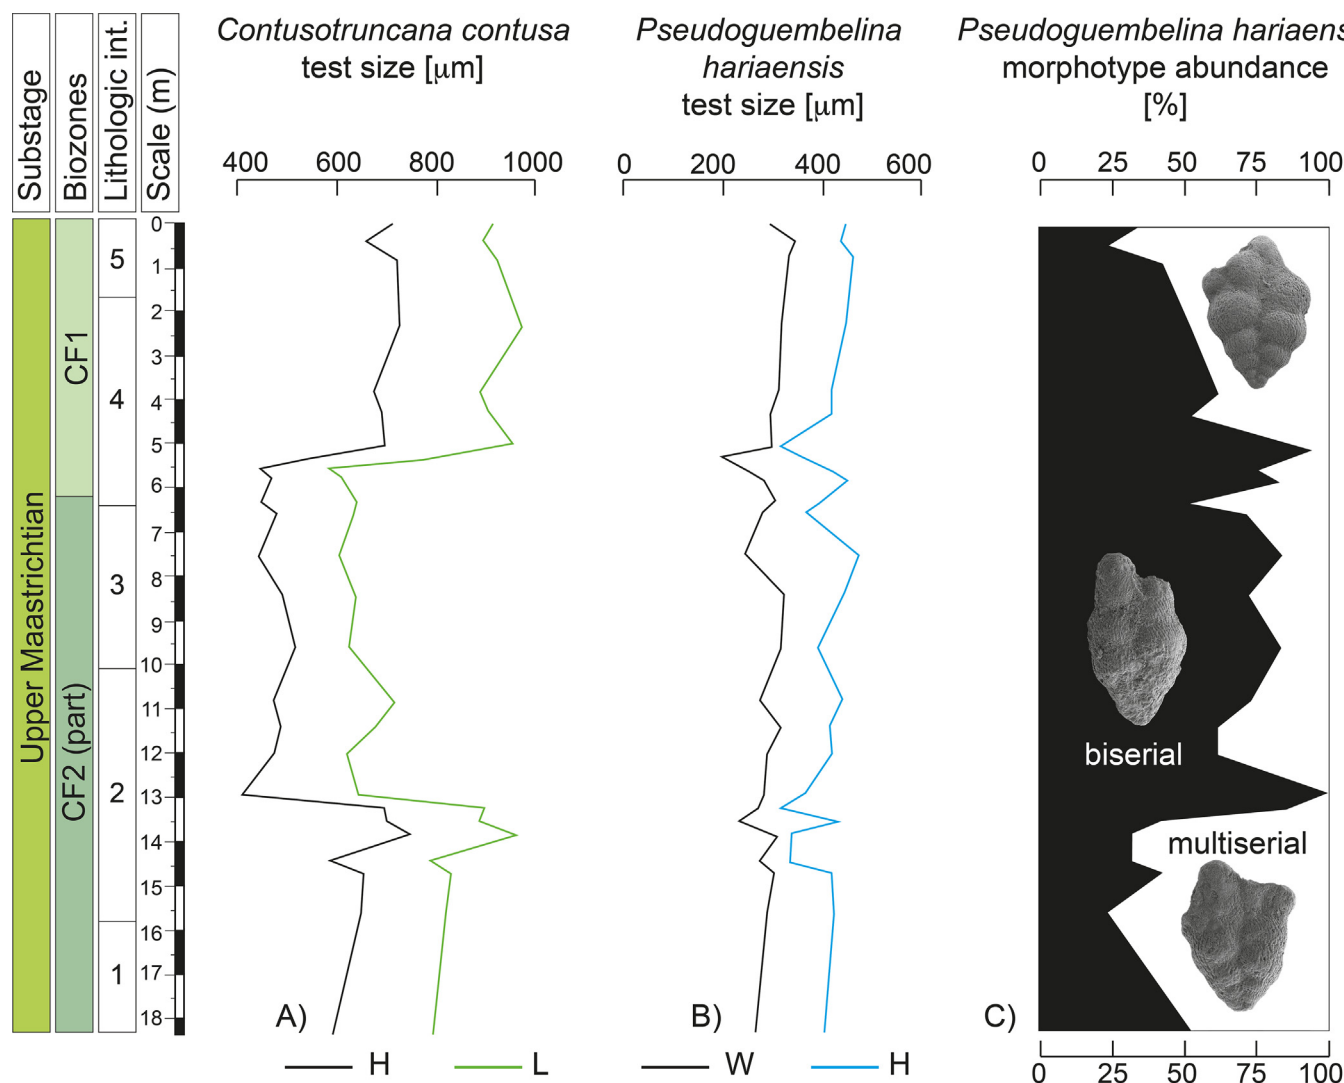 Substage
Biozones
Lithologic int.
Scale (m)
Contusotruncana contusa
test size [μm]
Pseudoguembelina
hariaensis
test size [μm]
Pseudoguembelina hariaens
morphotype abundance
[%]
400 600 800 1000
0 200 400 600
0 25 50 75 100
Upper Maastrichtian
CF1
CF2 (part)
5
4
3
2
1
0
1
2
3
4
5
6
7
8
9
10
11
12
13
14
15
16
17
18
biserial
multiserial
A)
B)
C)
H
L
W
H
0 25 50 75 100